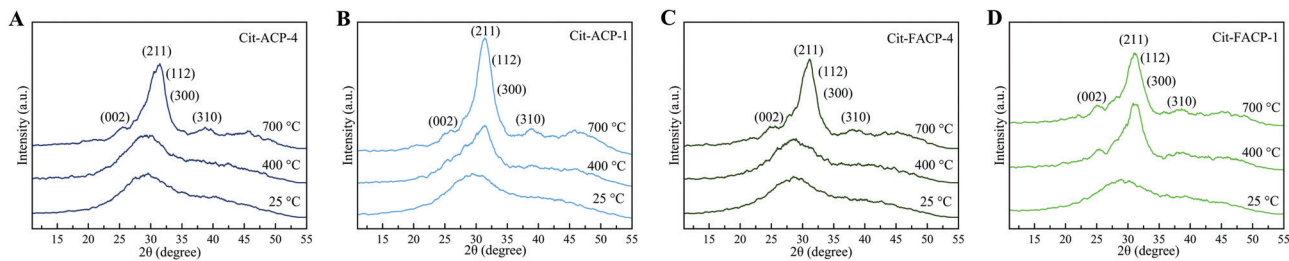 A
Cit-ACP-4
(211)
(112)
(300)
(002)
(310)
700 °C
400 °C
25 °C
Intensity (a.u.)
15 20 25 30 35 40 45 50 55
2θ (degree)
B
Cit-ACP-1
(211)
(112)
(300)
(002)
(310)
700 °C
400 °C
25 °C
Intensity (a.u.)
15 20 25 30 35 40 45 50 55
2θ (degree)
C
Cit-FACP-4
(211)
(112)
(300)
(002)
(310)
700 °C
400 °C
25 °C
Intensity (a.u.)
15 20 25 30 35 40 45 50 55
2θ (degree)
D
Cit-FACP-1
(211)
(112)
(300)
(002)
(310)
700 °C
400 °C
25 °C
Intensity (a.u.)
15 20 25 30 35 40 45 50 55
2θ (degree)